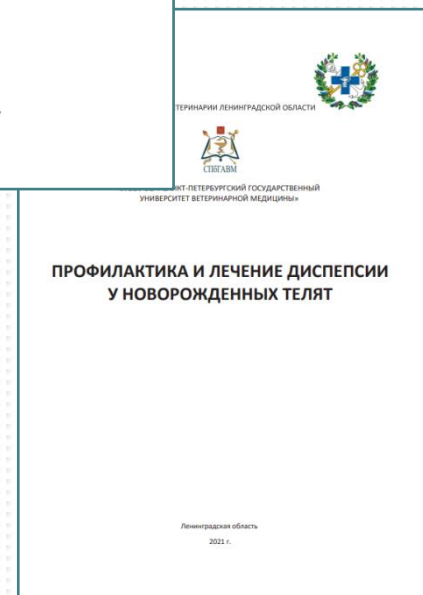 ТЕРИНАРИИ ЛЕНИНГРАДСКОЙ ОБЛАСТИ
СПбГАВМ
КТ-ПЕТЕРБУРГСКИЙ ГОСУДАРСТВЕННЫЙ
УНИВЕРСИТЕТ ВЕТЕРИНАРНОЙ МЕДИЦИНЫ»
ПРОФИЛАКТИКА И ЛЕЧЕНИЕ ДИСПЕПСИИ
У НОВОРОЖДЕННЫХ ТЕЛЯТ
Ленинградская область
2021 г.